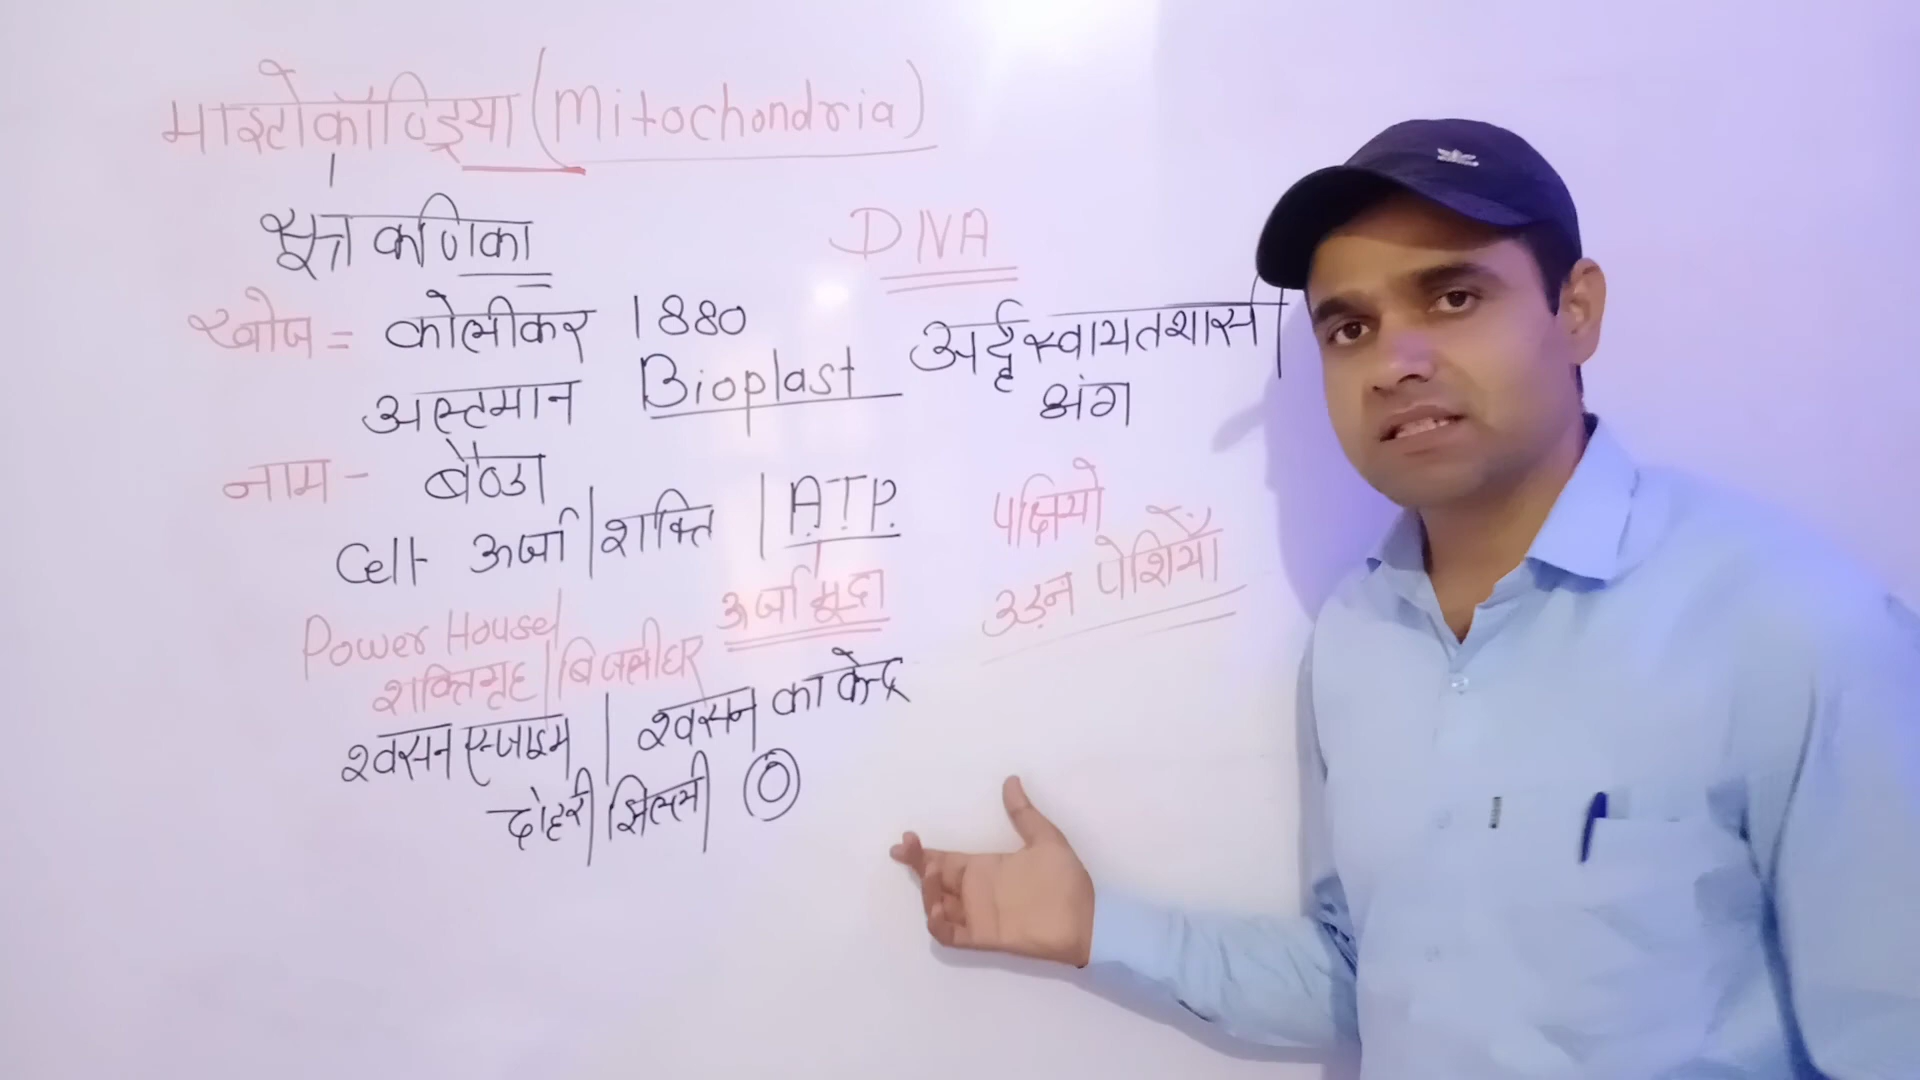 माइटोकॉण्ड्रिया (Mitochondria)
सूत्र कणिका
DNA
खोज = कोलीकर 1880
अर्द्धस्वायतशासी
अंग
अल्टमान Bioplast
नाम - बेण्डा
Cell- ऊर्जा / शक्ति / A.T.P.
ऊर्जा मुद्रा
पक्षियो
उड़न पेशियाँ
Power House /
शक्तिगृह / बिजलीघर
श्वसन एन्जाइम / श्वसन का केन्द्र
दोहरी झिल्ली